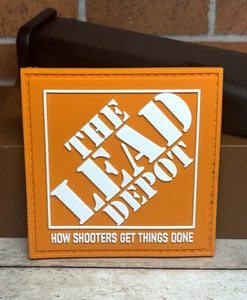 THE
LEAD
DEPOT
HOW SHOOTERS GET THINGS DONE